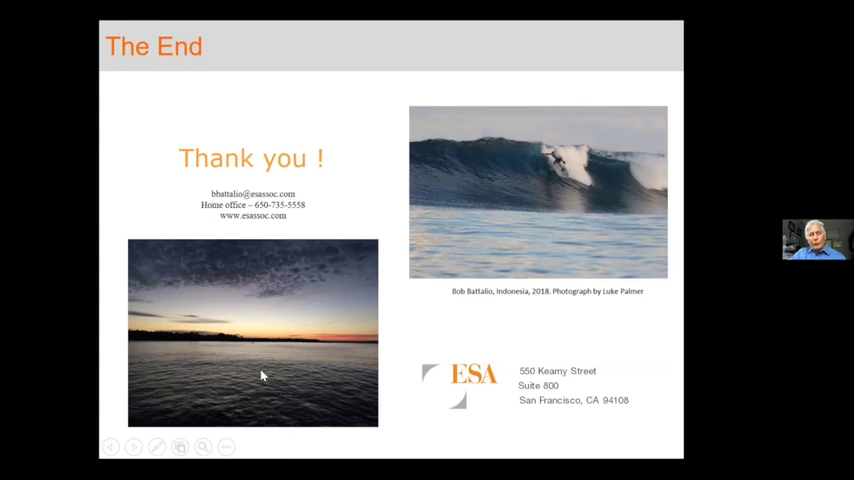 The End
Thank you !
bbattalio@esassoc.com
Home office – 650-735-5558
www.esassoc.com
Bob Battalio, Indonesia, 2018. Photograph by Luke Palmer
ESA
550 Kearny Street
Suite 800
San Francisco, CA 94108